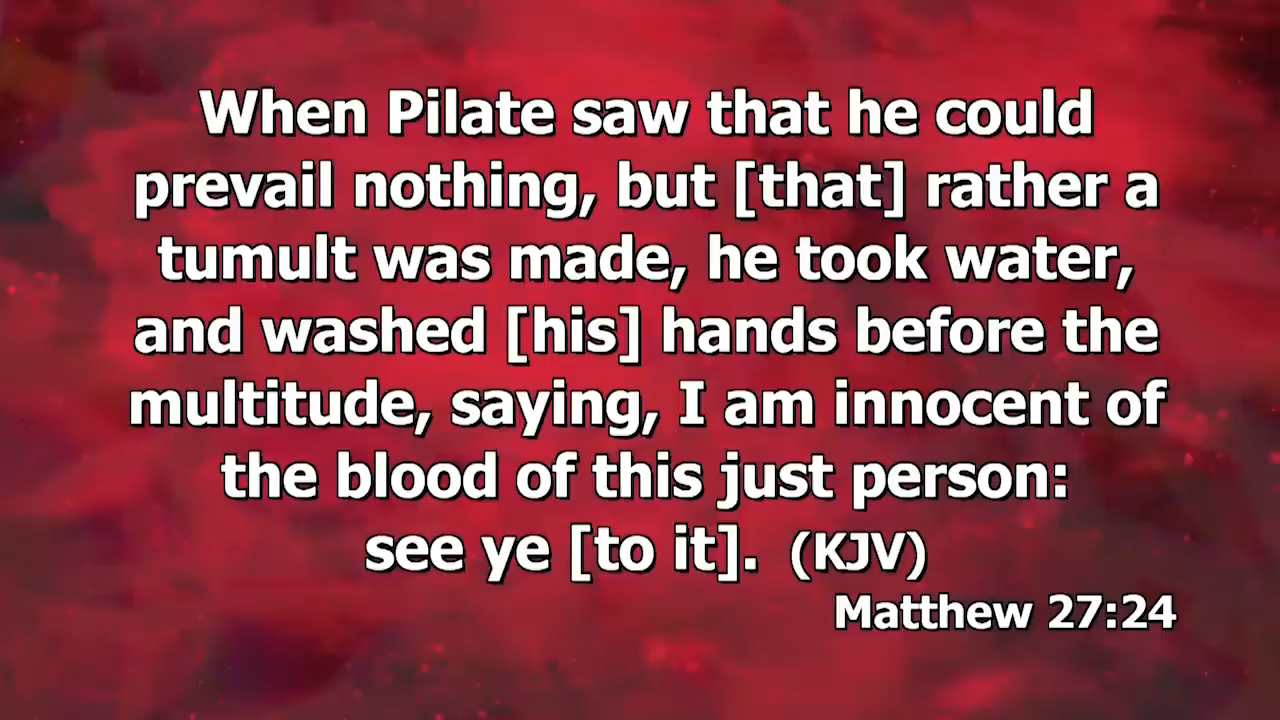 When Pilate saw that he could
prevail nothing, but [that] rather a
tumult was made, he took water,
and washed [his] hands before the
multitude, saying, I am innocent of
the blood of this just person:
see ye [to it]. (KJV)
Matthew 27:24